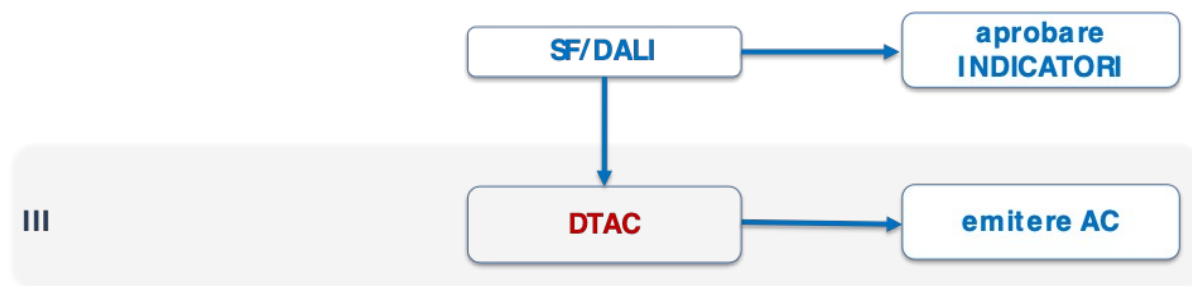 SF/DALI
aprobare
INDICATORI
III
DTAC
emitere AC